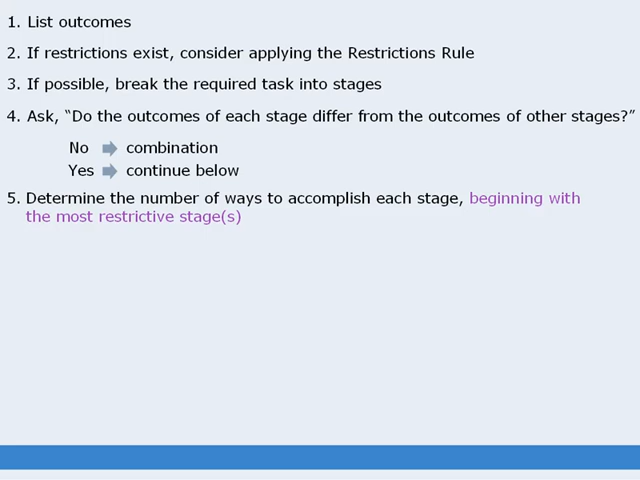 1. List outcomes
2. If restrictions exist, consider applying the Restrictions Rule
3. If possible, break the required task into stages
4. Ask, “Do the outcomes of each stage differ from the outcomes of other stages?”
No combination
Yes continue below
5. Determine the number of ways to accomplish each stage, beginning with
the most restrictive stage(s)